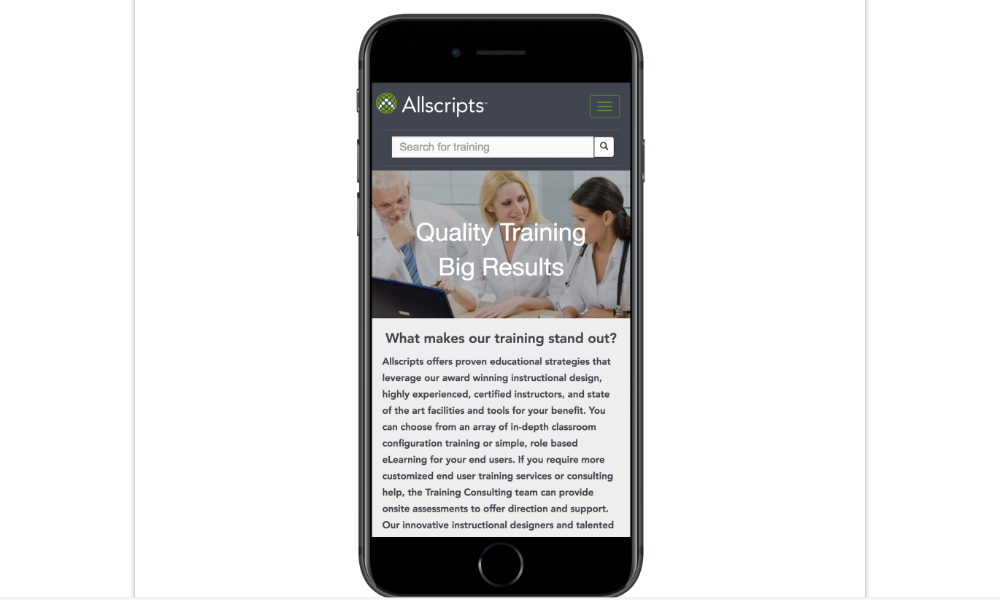 Allscripts™
Search for training
Quality Training
Big Results
What makes our training stand out?
Allscripts offers proven educational strategies that
leverage our award winning instructional design,
highly experienced, certified instructors, and state
of the art facilities and tools for your benefit. You
can choose from an array of in-depth classroom
configuration training or simple, role based
eLearning for your end users. If you require more
customized end user training services or consulting
help, the Training Consulting team can provide
onsite assessments to offer direction and support.
Our innovative instructional designers and talented